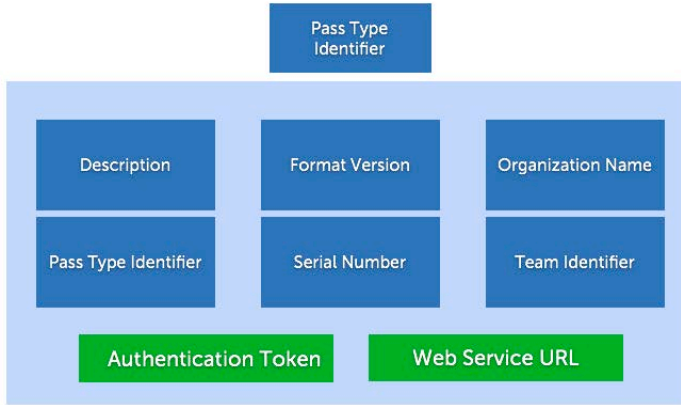 Pass Type
Identifier
Description
Format Version
Organization Name
Pass Type Identifier
Serial Number
Team Identifier
Authentication Token
Web Service URL